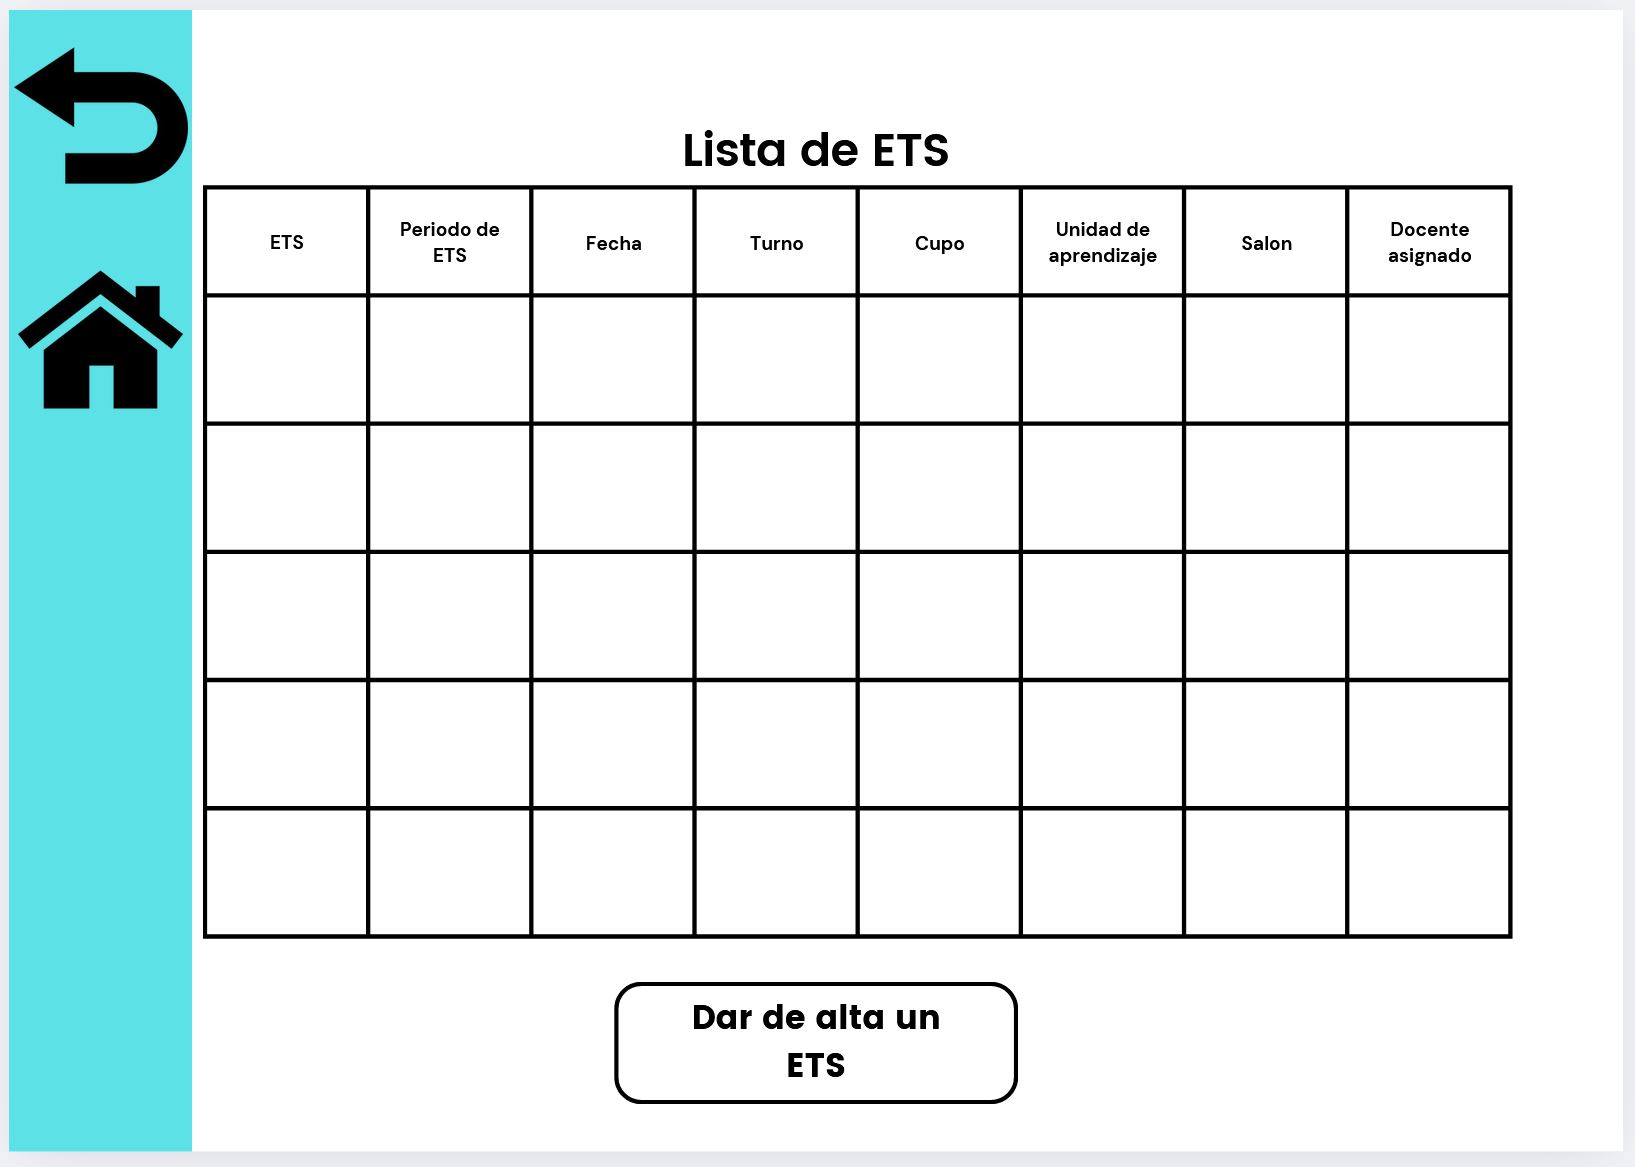 Lista de ETS
ETS
Periodo de
ETS
Fecha
Turno
Cupo
Unidad de
aprendizaje
Salon
Docente
asignado
Dar de alta un
ETS